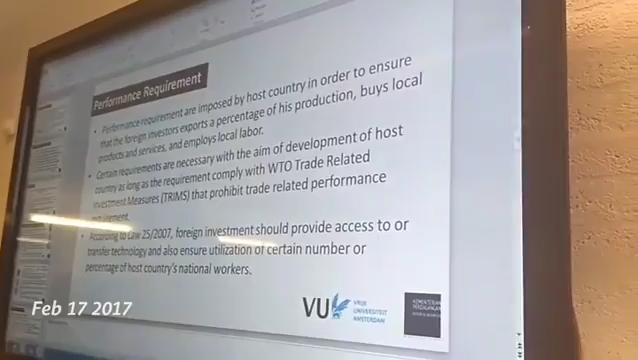 Performance Requirement
• Performance requirement are imposed by host country in order to ensure
that the foreign investors exports a percentage of his production, buys local
products and services, and employs local labor.
• Certain requirements are necessary with the aim of development of host
country as long as the requirement comply with WTO Trade Related
Investment Measures (TRIMS) that prohibit trade related performance
requirement.
• According to Law 25/2007, foreign investment should provide access to or
transfer technology and also ensure utilization of certain number or
percentage of host country's national workers.
VU
VRIJE
UNIVERSITEIT
AMSTERDAM
KEMENTERIAN
PERDAGANGAN
Feb 17 2017